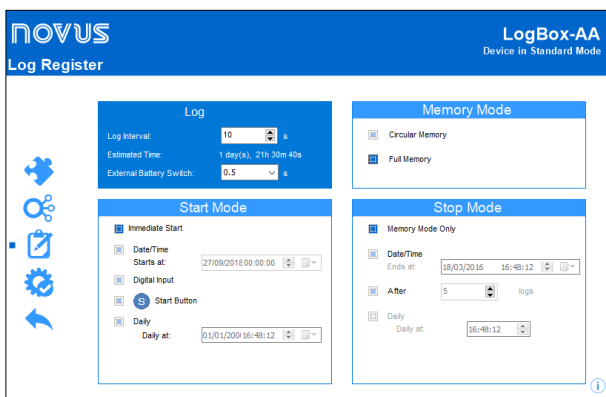 NOVUS
LogBox-AA
Device in Standard Mode
Log Register
Log
Log Interval: 10 s
Estimated Time: 1 day(s), 21h 30m 40s
External Battery Switch: 0.5 s
Memory Mode
Circular Memory
Full Memory
Start Mode
Immediate Start
Date/Time
Starts at: 27/09/2018 00:00:00
Digital Input
S Start Button
Daily
Daily at: 01/01/200 16:48:12
Stop Mode
Memory Mode Only
Date/Time
Ends at: 18/03/2016 16:48:12
After 5 logs
Daily
Daily at: 16:48:12
i